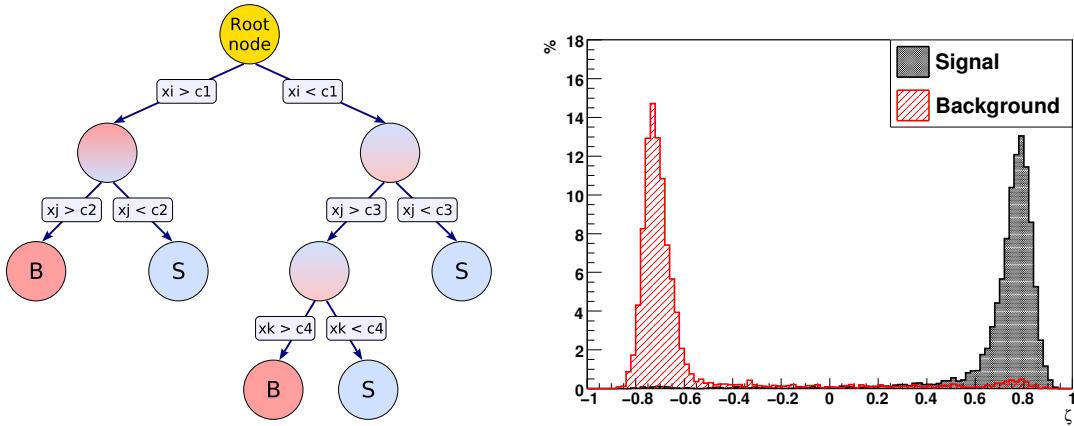 Root
node
xi > c1
xi < c1
xj > c2
xj < c2
xj > c3
xj < c3
B
S
S
xk > c4
xk < c4
B
S
%
18
16
14
12
10
8
6
4
2
0
Signal
Background
−1 −0.8 −0.6 −0.4 −0.2 0 0.2 0.4 0.6 0.8 1
ζ